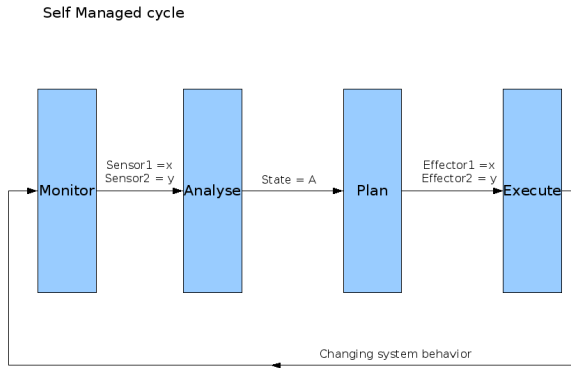 Self Managed cycle
Sensor1 =x
Sensor2 = y
Effector1 =x
Effector2 = y
State = A
Monitor
Analyse
Plan
Execute
Changing system behavior